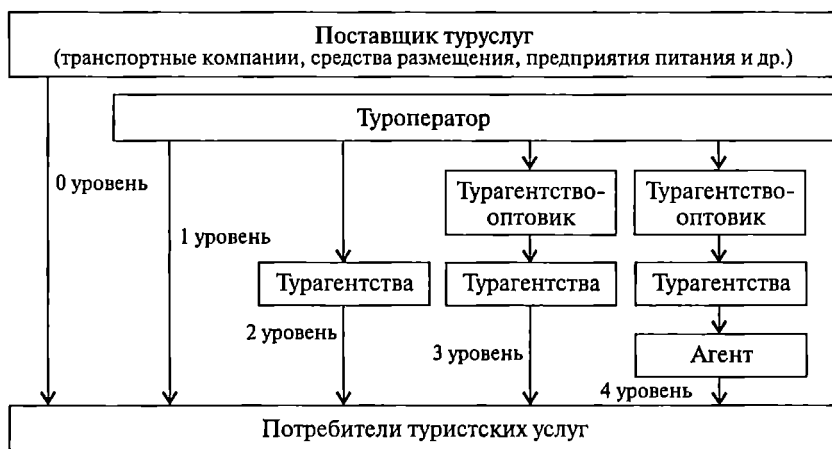 Поставщик туруслуг
(транспортные компании, средства размещения, предприятия питания и др.)
Туроператор
0 уровень
1 уровень
Турагентство-
оптовик
Турагентство-
оптовик
Турагентства
Турагентства
Турагентства
2 уровень
3 уровень
Агент
4 уровень
Потребители туристских услуг